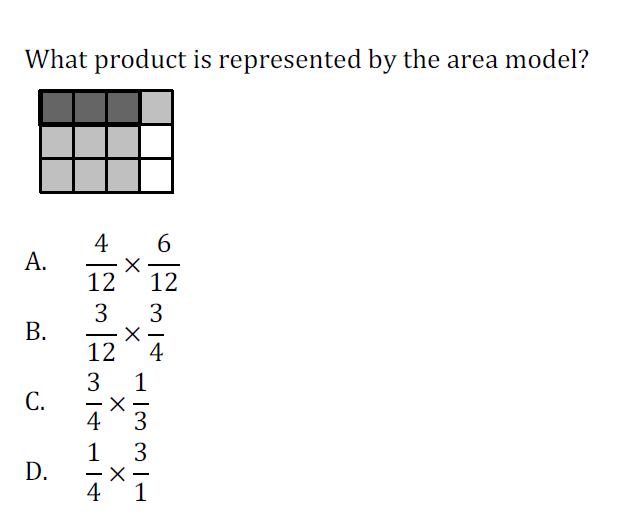 What product is represented by the area model?
A. 4/12 × 6/12
B. 3/12 × 3/4
C. 3/4 × 1/3
D. 1/4 × 3/1